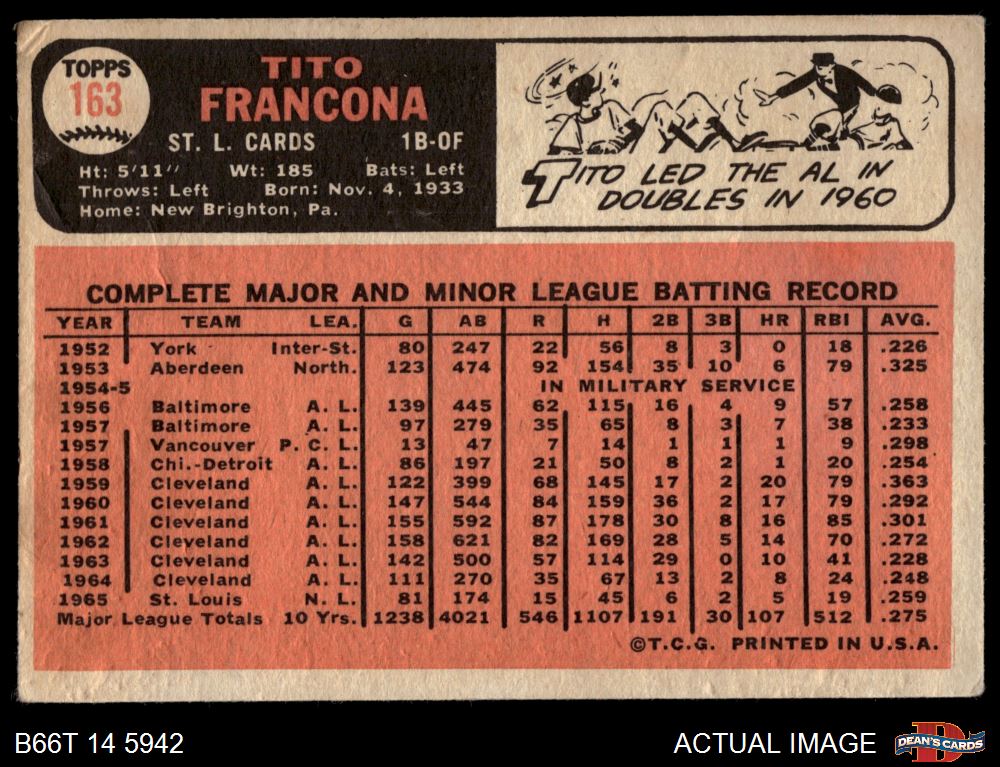 TOPPS
163
TITO
FRANCONA
ST. L. CARDS 1B-OF
Ht: 5'11" Wt: 185 Bats: Left
Throws: Left Born: Nov. 4, 1933
Home: New Brighton, Pa.
TITO LED THE AL IN
DOUBLES IN 1960
COMPLETE MAJOR AND MINOR LEAGUE BATTING RECORD
YEAR TEAM LEA. G AB R H 2B 3B HR RBI AVG.
1952 York Inter-St. 80 247 22 56 8 3 0 18 .226
1953 Aberdeen North. 123 474 92 154 35 10 6 79 .325
1954-5 IN MILITARY SERVICE
1956 Baltimore A. L. 139 445 62 115 16 4 9 57 .258
1957 Baltimore A. L. 97 279 35 65 8 3 7 38 .233
1957 Vancouver P. C. L. 13 47 7 14 1 1 1 9 .298
1958 Chi.-Detroit A. L. 86 197 21 50 8 2 1 20 .254
1959 Cleveland A. L. 122 399 68 145 17 2 20 79 .363
1960 Cleveland A. L. 147 544 84 159 36 2 17 79 .292
1961 Cleveland A. L. 155 592 87 178 30 8 16 85 .301
1962 Cleveland A. L. 158 621 82 169 28 5 14 70 .272
1963 Cleveland A. L. 142 500 57 114 29 0 10 41 .228
1964 Cleveland A. L. 111 270 35 67 13 2 8 24 .248
1965 St. Louis N. L. 81 174 15 45 6 2 5 19 .259
Major League Totals 10 Yrs. 1238 4021 546 1107 191 30 107 512 .275
©T.C.G. PRINTED IN U.S.A.
B66T 14 5942 ACTUAL IMAGE DEAN'S CARDS